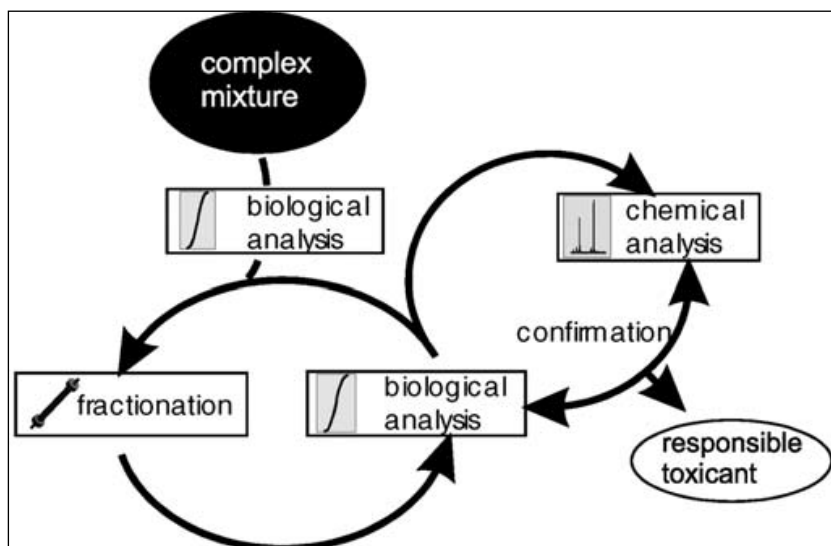 complex
mixture
biological
analysis
chemical
analysis
confirmation
fractionation
biological
analysis
responsible
toxicant